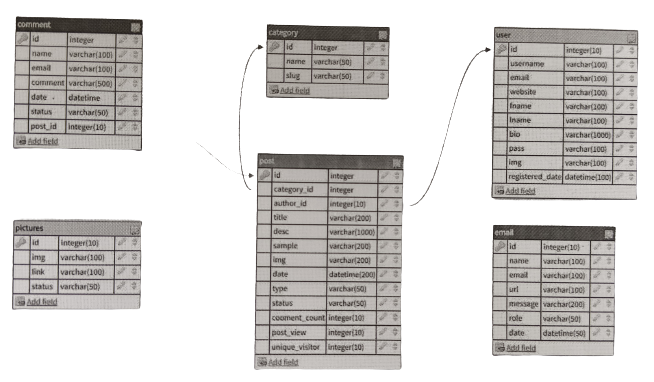 comment
id integer
name varchar(100)
email varchar(100)
comment varchar(500)
date datetime
status varchar(50)
post_id integer(10)
Add field
category
id integer
name varchar(50)
slug varchar(50)
Add field
user
id integer(10)
username varchar(100)
email varchar(100)
website varchar(100)
fname varchar(100)
lname varchar(100)
bio varchar(1000)
pass varchar(100)
img varchar(100)
registered_date datetime(100)
Add field
post
id integer
category_id integer
author_id integer(10)
title varchar(200)
desc varchar(1000)
sample varchar(200)
img varchar(200)
date datetime(200)
type varchar(50)
status varchar(50)
cooment_count integer(10)
post_view integer(10)
unique_visitor integer(10)
Add field
pictures
id integer(10)
img varchar(100)
link varchar(100)
status varchar(50)
Add field
email
id integer(10)
name varchar(100)
email varchar(100)
url varchar(100)
message varchar(200)
role varchar(50)
date datetime(50)
Add field